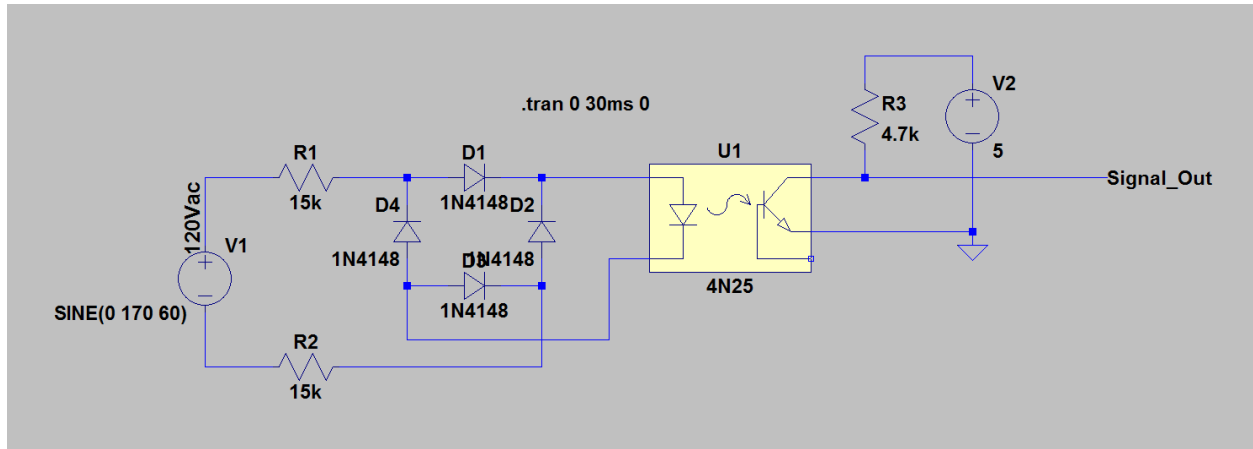 V2
.tran 0 30ms 0
R3
4.7k
5
R1
15k
D1
1N4148
U1
Signal_Out
D4
D2
120Vac
V1
1N4148
D3
1N4148
1N4148
4N25
SINE(0 170 60)
R2
15k
+
−
+
−